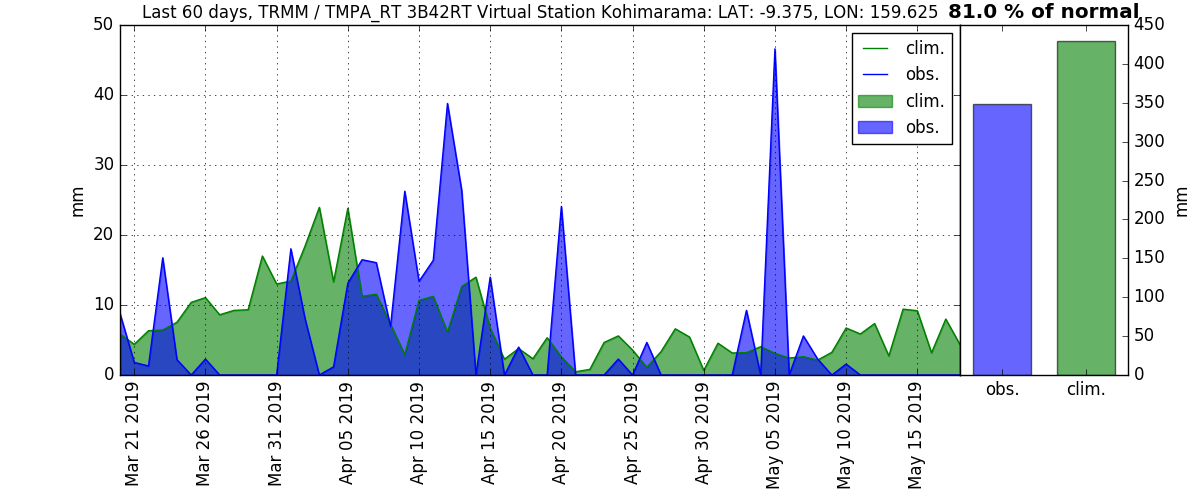 Last 60 days, TRMM / TMPA_RT 3B42RT Virtual Station Kohimarama: LAT: -9.375, LON: 159.625
81.0 % of normal
50
40
30
20
10
0
mm
clim.
obs.
clim.
obs.
450
400
350
300
250
200
150
100
50
0
mm
Mar 21 2019
Mar 26 2019
Mar 31 2019
Apr 05 2019
Apr 10 2019
Apr 15 2019
Apr 20 2019
Apr 25 2019
Apr 30 2019
May 05 2019
May 10 2019
May 15 2019
obs.
clim.